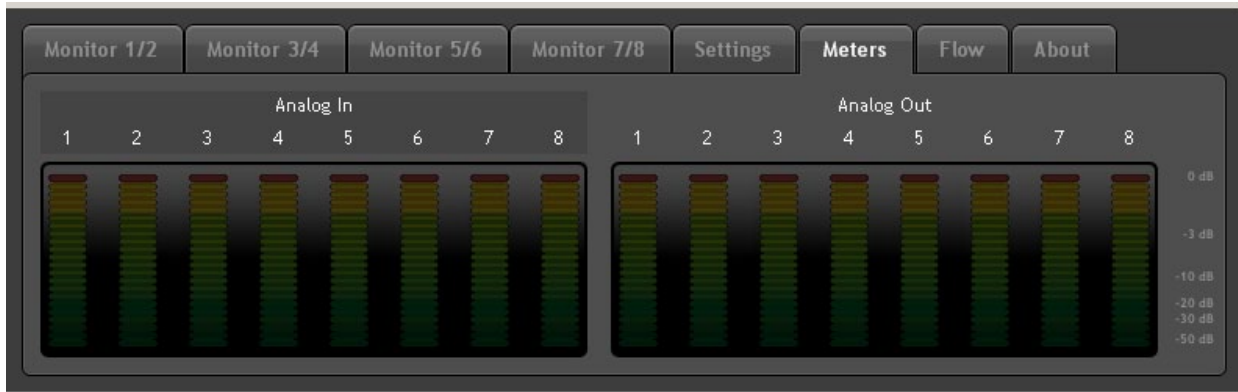 Monitor 1/2 Monitor 3/4 Monitor 5/6 Monitor 7/8 Settings Meters Flow About
Analog In Analog Out
1 2 3 4 5 6 7 8 1 2 3 4 5 6 7 8
0 dB
-3 dB
-10 dB
-20 dB
-30 dB
-50 dB